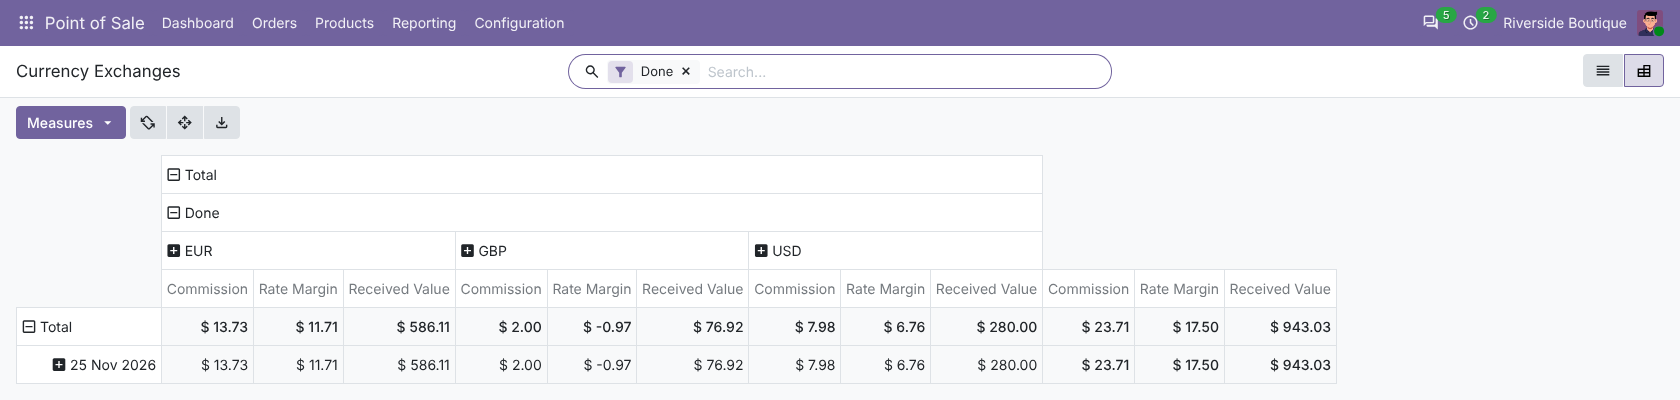 Point of Sale Dashboard Orders Products Reporting Configuration 5 2 Riverside Boutique
Currency Exchanges Done × Search...
Measures
Total
Done
EUR GBP USD
Commission Rate Margin Received Value Commission Rate Margin Received Value Commission Rate Margin Received Value Commission Rate Margin Received Value
Total $ 13.73 $ 11.71 $ 586.11 $ 2.00 $ -0.97 $ 76.92 $ 7.98 $ 6.76 $ 280.00 $ 23.71 $ 17.50 $ 943.03
25 Nov 2026 $ 13.73 $ 11.71 $ 586.11 $ 2.00 $ -0.97 $ 76.92 $ 7.98 $ 6.76 $ 280.00 $ 23.71 $ 17.50 $ 943.03